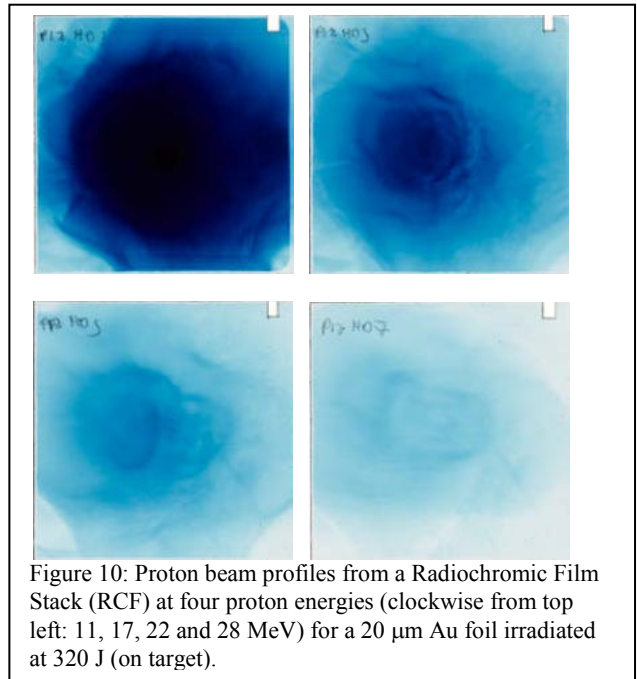 Figure 10: Proton beam profiles from a Radiochromic Film
Stack (RCF) at four proton energies (clockwise from top
left: 11, 17, 22 and 28 MeV) for a 20 μm Au foil irradiated
at 320 J (on target).